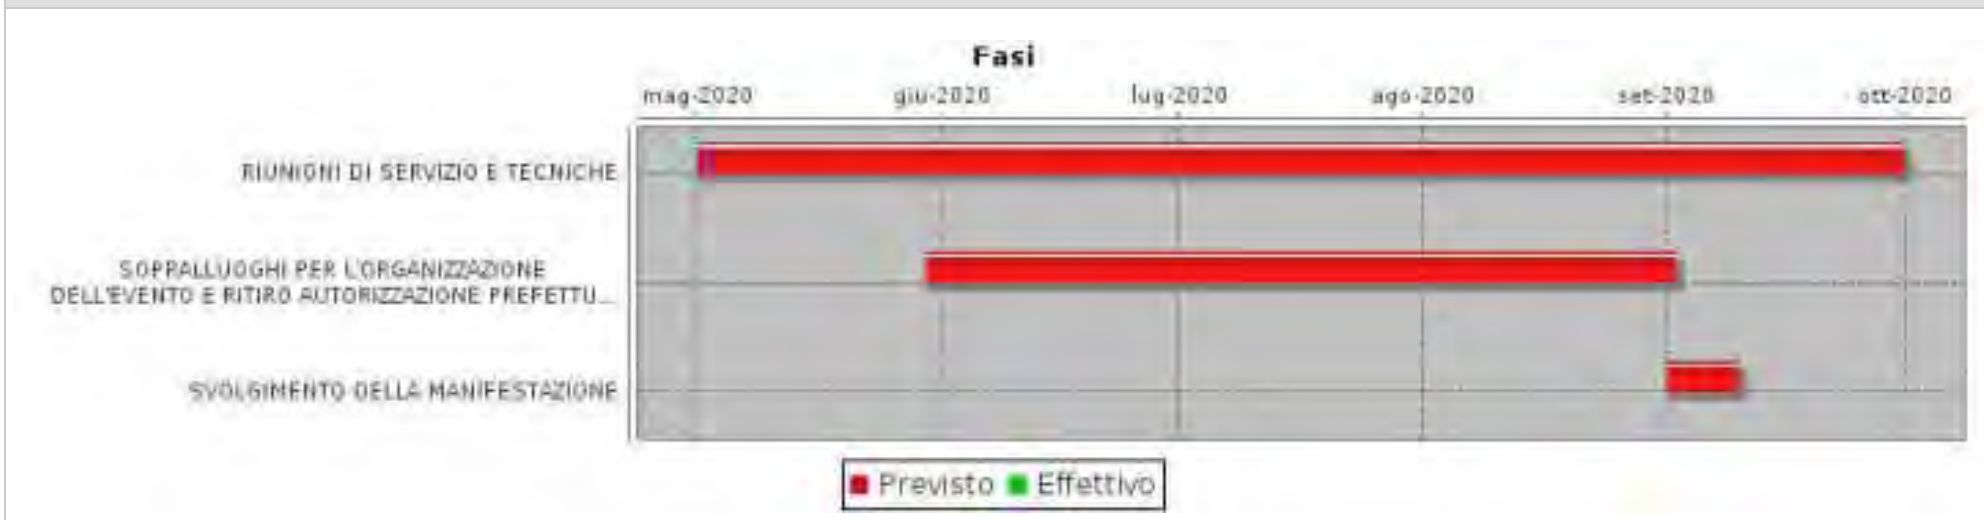 Fasi
mag-2020 giu-2020 lug-2020 ago-2020 set-2020 ott-2020
RIUNIONI DI SERVIZIO E TECNICHE
SOPRALLUOGHI PER L'ORGANIZZAZIONE
DELL'EVENTO E RITIRO AUTORIZZAZIONE PREFETTU...
SVOLGIMENTO DELLA MANIFESTAZIONE
Previsto Effettivo